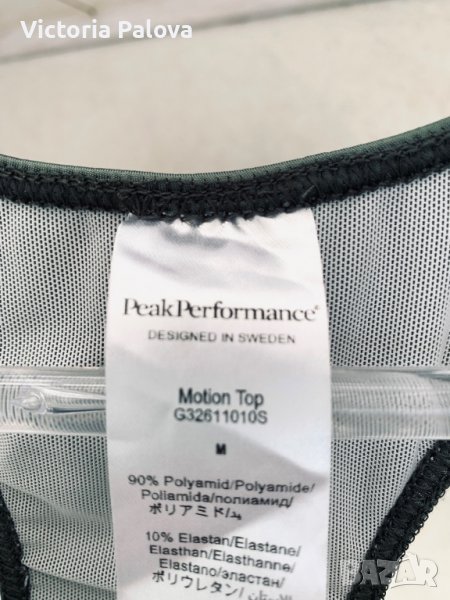 Victoria Palova
PeakPerformance®
DESIGNED IN SWEDEN
Motion Top
G32611010S
M
90% Polyamid/Polyamide/
Poliamida/полиамид/
ポリアミド/
10% Elastan/Elastane/
Elasthan/Elasthanne/
Elastano/эластан/
ポリウレタン/
BAZAR